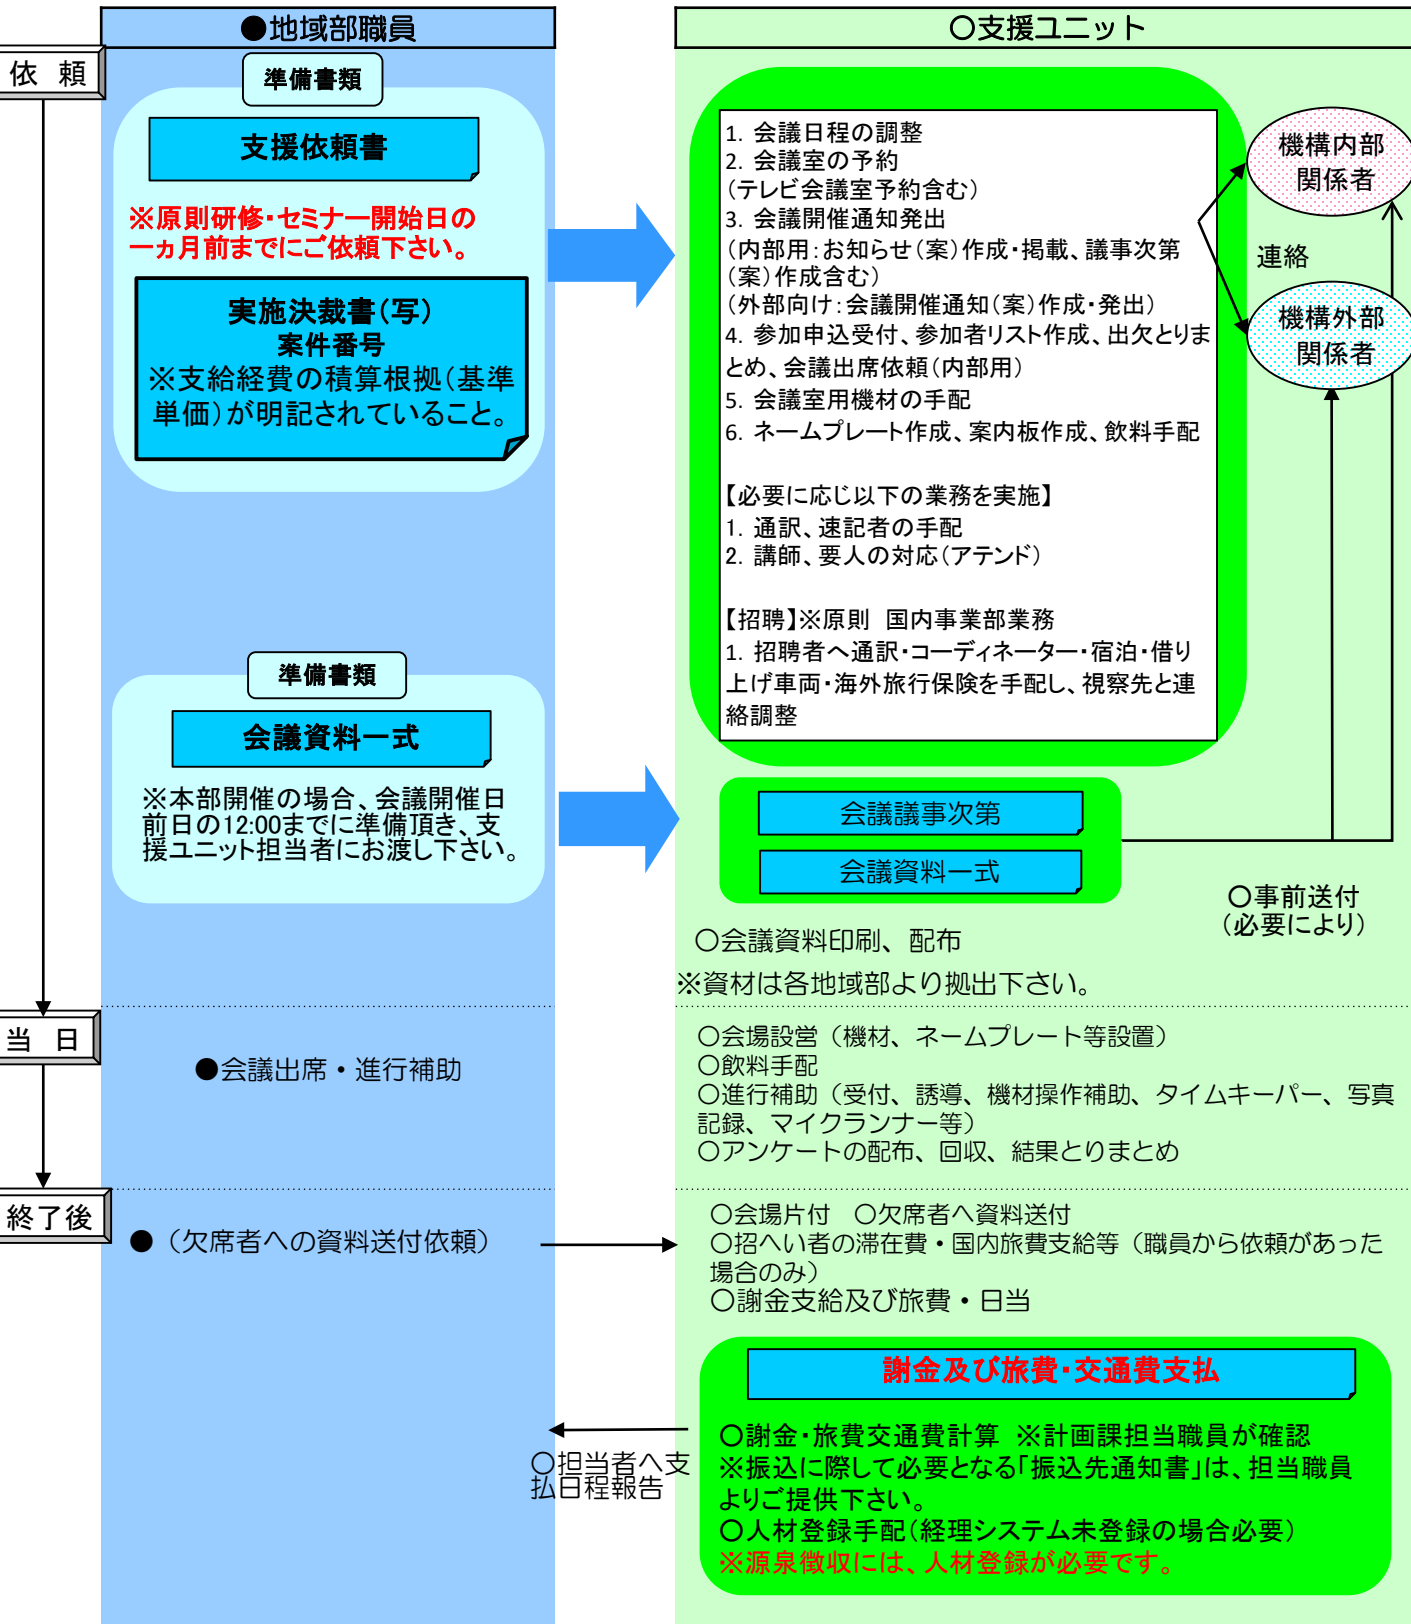 ●地域部職員
○支援ユニット
依 頼
準備書類
支援依頼書
※原則研修・セミナー開始日の
一ヵ月前までにご依頼下さい。
実施決裁書(写)
案件番号
※支給経費の積算根拠(基準
単価)が明記されていること。
1. 会議日程の調整
2. 会議室の予約
(テレビ会議室予約含む)
3. 会議開催通知発出
(内部用:お知らせ(案)作成・掲載、議事次第
(案)作成含む)
(外部向け:会議開催通知(案)作成・発出)
4. 参加申込受付、参加者リスト作成、出欠とりま
とめ、会議出席依頼(内部用)
5. 会議室用機材の手配
6. ネームプレート作成、案内板作成、飲料手配
【必要に応じ以下の業務を実施】
1. 通訳、速記者の手配
2. 講師、要人の対応(アテンド)
【招聘】※原則 国内事業部業務
1. 招聘者へ通訳・コーディネーター・宿泊・借り
上げ車両・海外旅行保険を手配し、視察先と連
絡調整
機構内部
関係者
連絡
機構外部
関係者
準備書類
会議資料一式
※本部開催の場合、会議開催日
前日の12:00までに準備頂き、支
援ユニット担当者にお渡し下さい。
会議議事次第
会議資料一式
○事前送付
(必要により)
○会議資料印刷、配布
※資材は各地域部より拠出下さい。
当 日
●会議出席・進行補助
○会場設営(機材、ネームプレート等設置)
○飲料手配
○進行補助(受付、誘導、機材操作補助、タイムキーパー、写真
記録、マイクランナー等)
○アンケートの配布、回収、結果とりまとめ
終了後
●(欠席者への資料送付依頼)
○会場片付 ○欠席者へ資料送付
○招へい者の滞在費・国内旅費支給等(職員から依頼があった
場合のみ)
○謝金支給及び旅費・日当
謝金及び旅費・交通費支払
○謝金・旅費交通費計算 ※計画課担当職員が確認
※振込に際して必要となる「振込先通知書」は、担当職員
よりご提供下さい。
○人材登録手配(経理システム未登録の場合必要)
※源泉徴収には、人材登録が必要です。
○担当者へ支
払日程報告